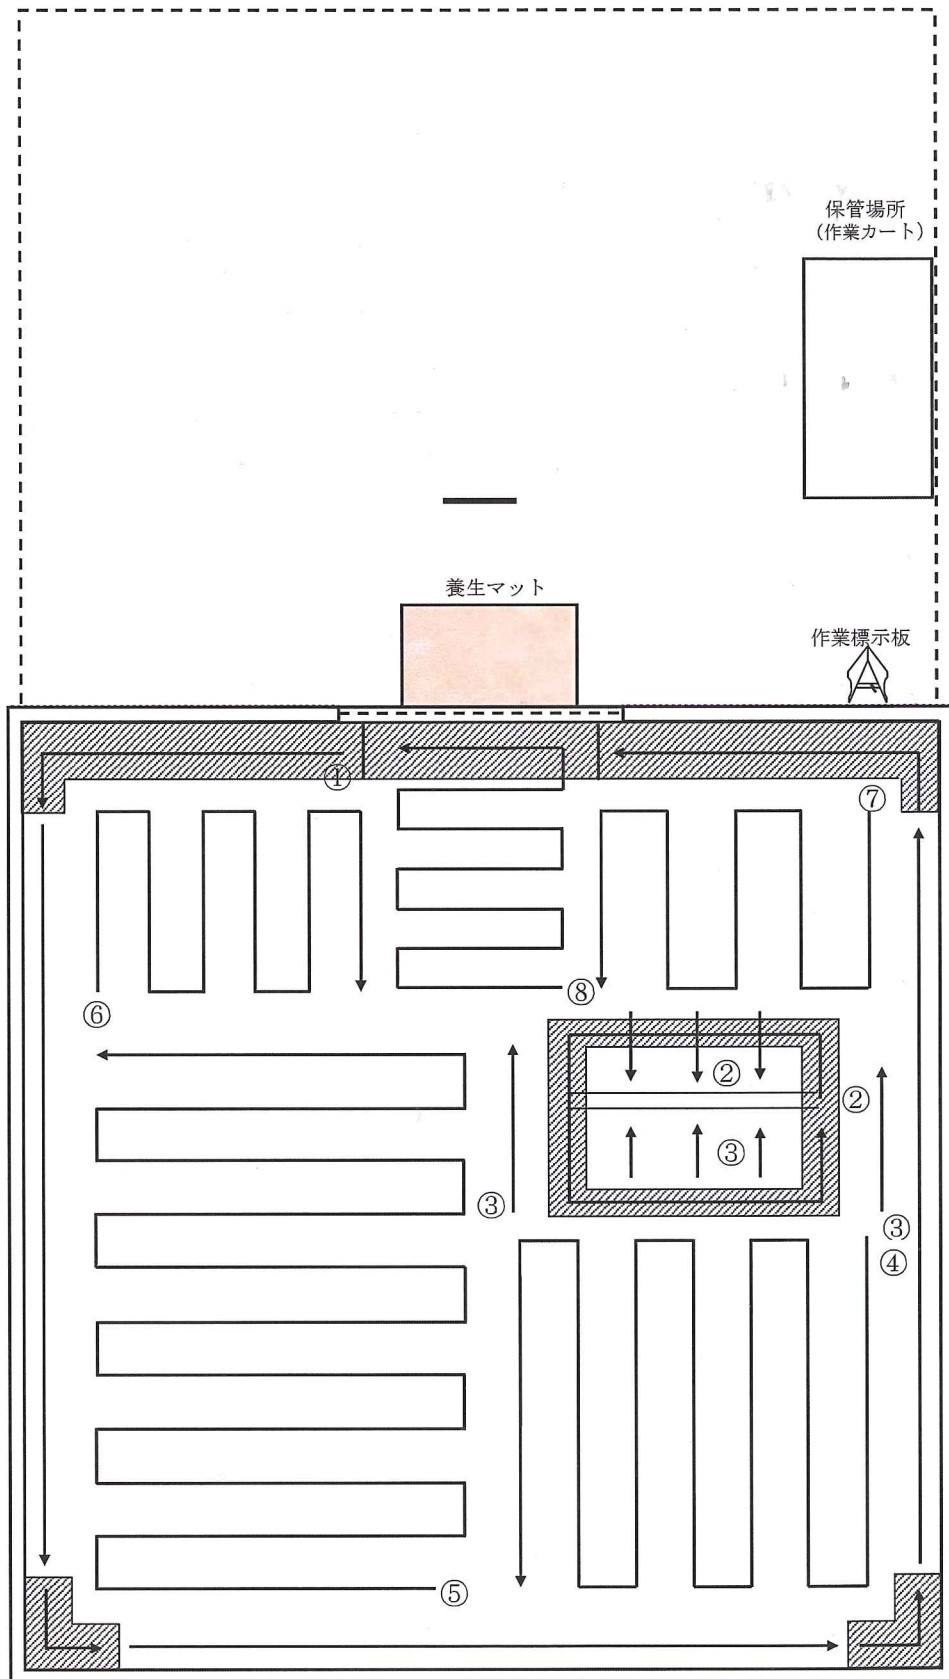 保管場所
(作業カート)
養生マット
作業標示板
①
⑦
⑥
⑧
②
②
③
③
③
④
⑤